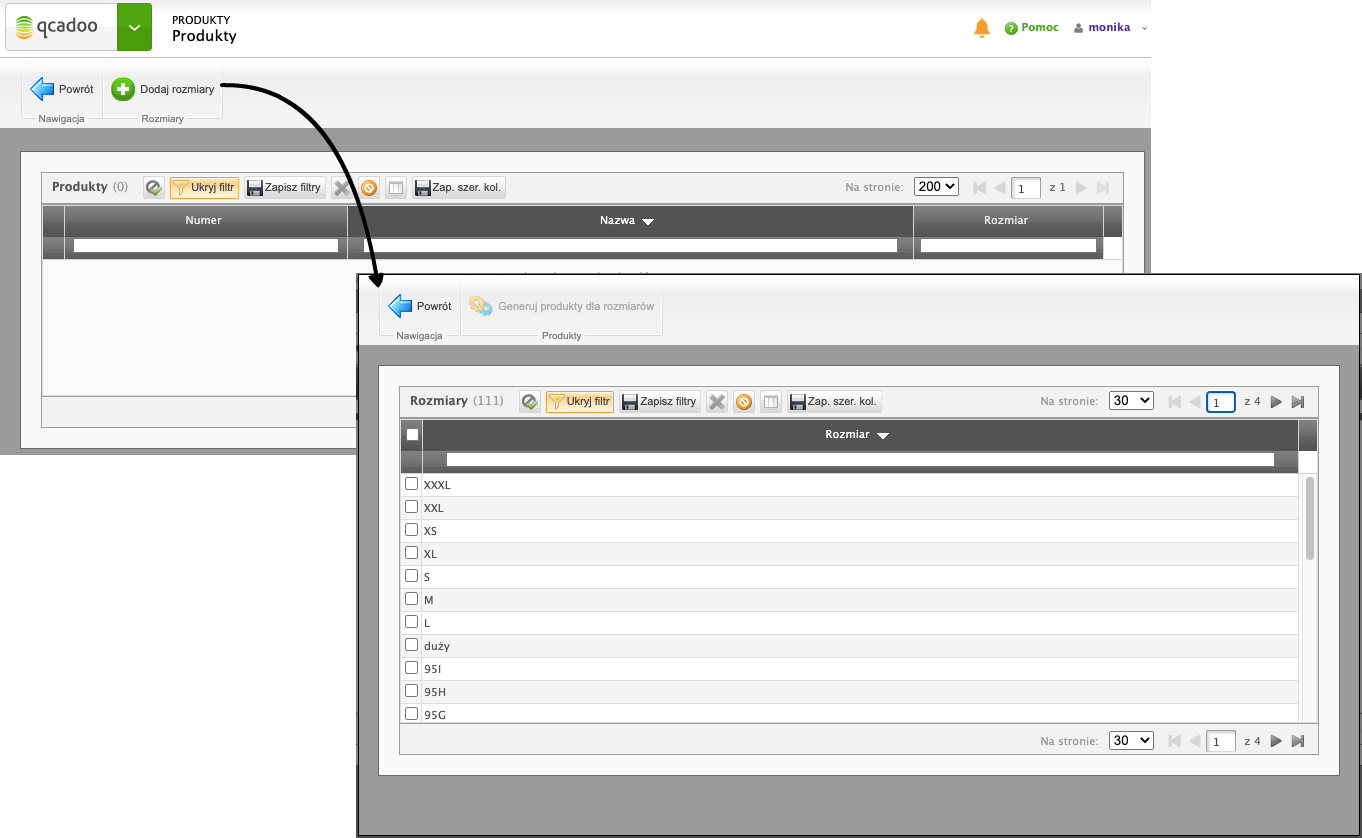 qcadoo
PRODUKTY
Produkty
Pomoc
monika
Powrót
Dodaj rozmiary
Nawigacja
Rozmiary
Produkty (0)
Ukryj filtr
Zapisz filtry
Zap. szer. kol.
Na stronie:
200
1
z 1
Numer
Nazwa
Rozmiar
Powrót
Generuj produkty dla rozmiarów
Nawigacja
Produkty
Rozmiary (111)
Ukryj filtr
Zapisz filtry
Zap. szer. kol.
Na stronie:
30
1
z 4
Rozmiar
XXXL
XXL
XS
XL
S
M
L
duży
95I
95H
95G
Na stronie:
30
1
z 4